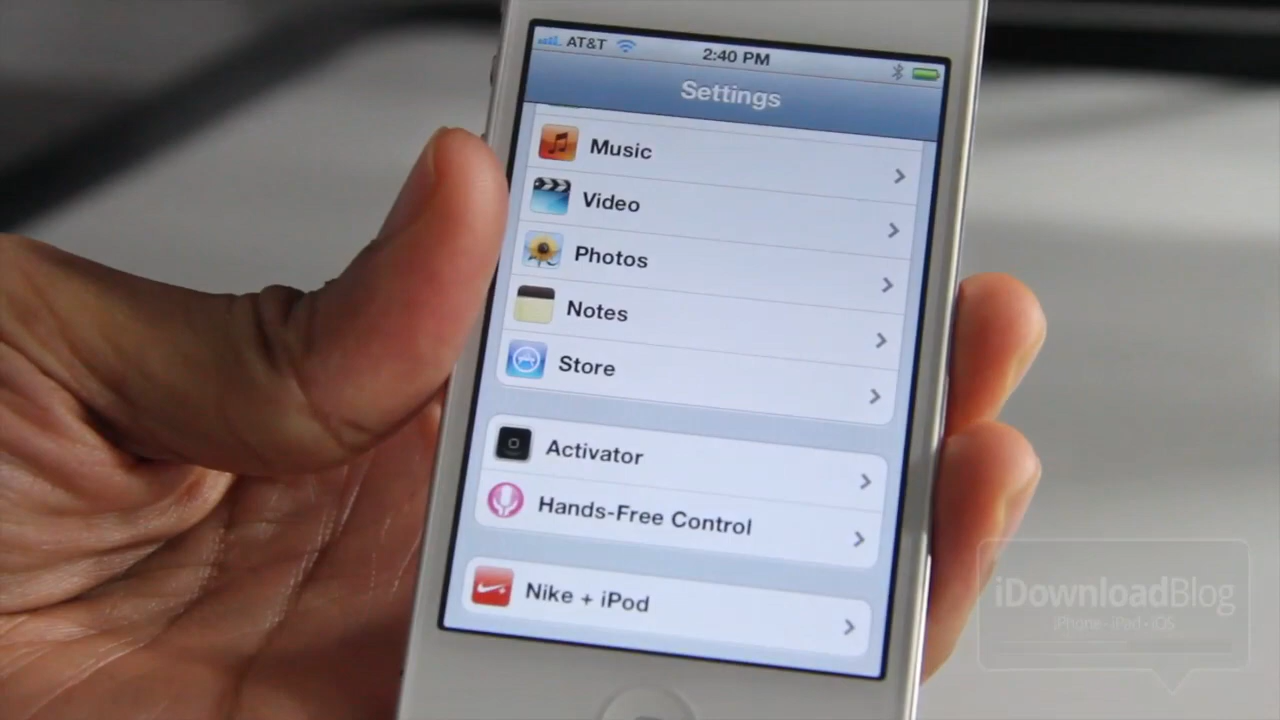 AT&T
2:40 PM
Settings
Music
Video
Photos
Notes
Store
Activator
Hands-Free Control
Nike + iPod
iDownloadBlog
iPhone • iPad • iOS